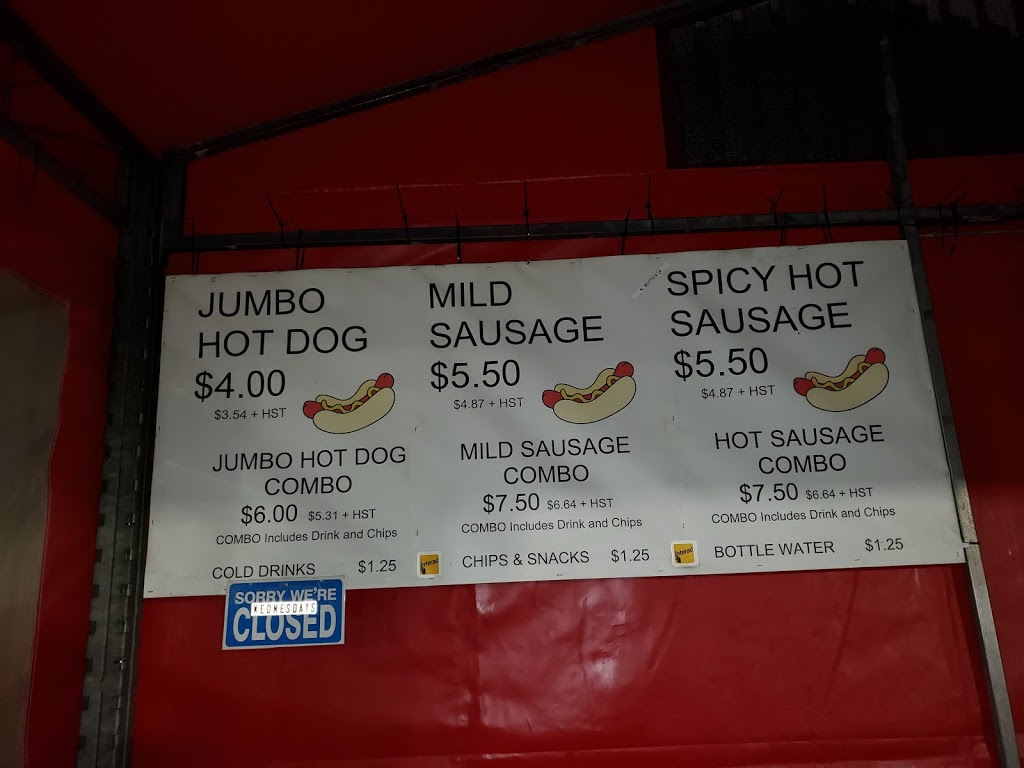 JUMBO
HOT DOG
$4.00
$3.54 + HST
JUMBO HOT DOG
COMBO
$6.00 $5.31 + HST
COMBO Includes Drink and Chips
COLD DRINKS $1.25
MILD
SAUSAGE
$5.50
$4.87 + HST
MILD SAUSAGE
COMBO
$7.50 $6.64 + HST
COMBO Includes Drink and Chips
Interac
CHIPS & SNACKS $1.25
SPICY HOT
SAUSAGE
$5.50
$4.87 + HST
HOT SAUSAGE
COMBO
$7.50 $6.64 + HST
COMBO Includes Drink and Chips
Interac
BOTTLE WATER $1.25
SORRY WE'RE
WEDNESDAYS
CLOSED